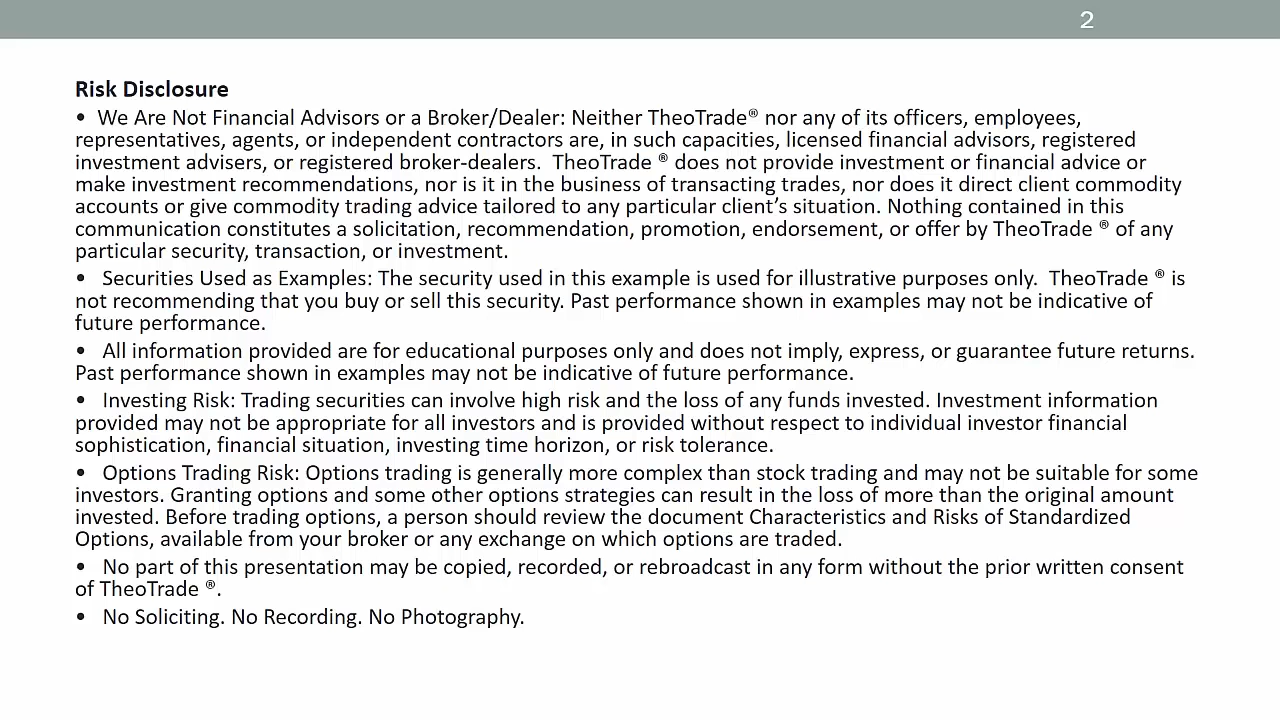 2
Risk Disclosure
• We Are Not Financial Advisors or a Broker/Dealer: Neither TheoTrade® nor any of its officers, employees,
representatives, agents, or independent contractors are, in such capacities, licensed financial advisors, registered
investment advisers, or registered broker-dealers.  TheoTrade ® does not provide investment or financial advice or
make investment recommendations, nor is it in the business of transacting trades, nor does it direct client commodity
accounts or give commodity trading advice tailored to any particular client’s situation. Nothing contained in this
communication constitutes a solicitation, recommendation, promotion, endorsement, or offer by TheoTrade ® of any
particular security, transaction, or investment.
• Securities Used as Examples: The security used in this example is used for illustrative purposes only.  TheoTrade ® is
not recommending that you buy or sell this security. Past performance shown in examples may not be indicative of
future performance.
• All information provided are for educational purposes only and does not imply, express, or guarantee future returns.
Past performance shown in examples may not be indicative of future performance.
• Investing Risk: Trading securities can involve high risk and the loss of any funds invested. Investment information
provided may not be appropriate for all investors and is provided without respect to individual investor financial
sophistication, financial situation, investing time horizon, or risk tolerance.
• Options Trading Risk: Options trading is generally more complex than stock trading and may not be suitable for some
investors. Granting options and some other options strategies can result in the loss of more than the original amount
invested. Before trading options, a person should review the document Characteristics and Risks of Standardized
Options, available from your broker or any exchange on which options are traded.
• No part of this presentation may be copied, recorded, or rebroadcast in any form without the prior written consent
of TheoTrade ®.
• No Soliciting. No Recording. No Photography.